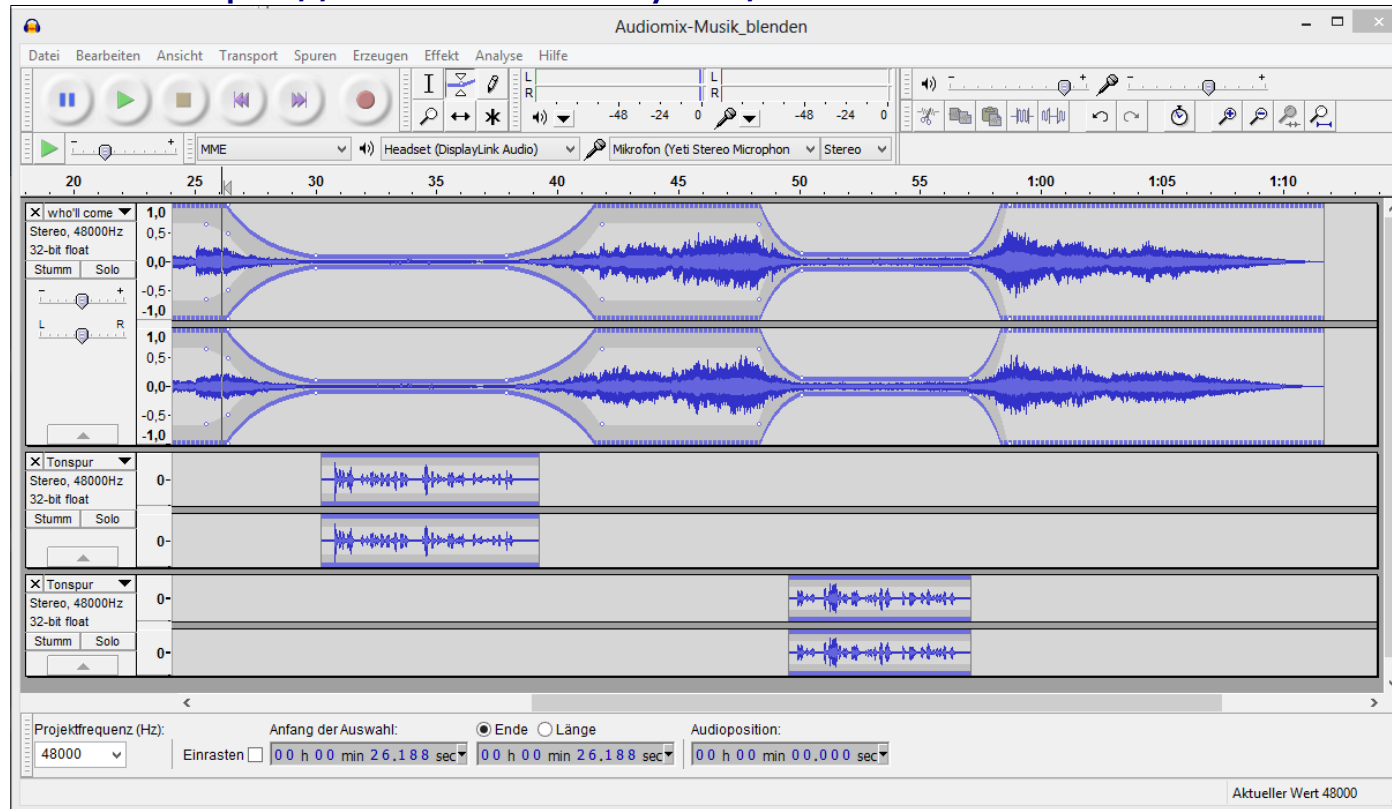 Audiomix-Musik_blenden
Datei Bearbeiten Ansicht Transport Spuren Erzeugen Effekt Analyse Hilfe
L
R
L
R
-48 -24 0
-48 -24 0
MME
Headset (DisplayLink Audio)
Mikrofon (Yeti Stereo Microphon
Stereo
20 25 30 35 40 45 50 55 1:00 1:05 1:10
who'll come
Stereo, 48000Hz
32-bit float
Stumm Solo
- +
L R
1,0
0,5-
0,0-
-0,5-
-1,0
1,0
0,5-
0,0-
-0,5-
-1,0
Tonspur
Stereo, 48000Hz
32-bit float
Stumm Solo
0-
0-
Tonspur
Stereo, 48000Hz
32-bit float
Stumm Solo
0-
0-
Projektfrequenz (Hz): Anfang der Auswahl: Ende Länge Audioposition:
48000 Einrasten 00 h 00 min 26.188 sec 00 h 00 min 26.188 sec 00 h 00 min 00.000 sec
Aktueller Wert 48000